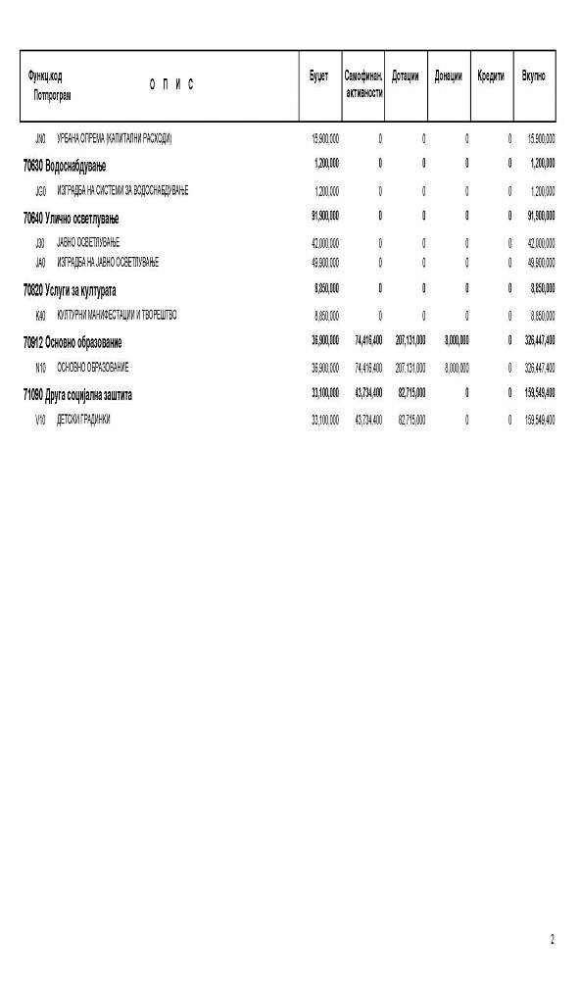 Функц.код Потпрограм О П И С Буџет Самофинан. активности Дотации Донации Кредити Вкупно
JN0 УРБАНА ОПРЕМА (КАПИТАЛНИ РАСХОДИ) 15,900,000 0 0 0 0 15,900,000
70630 Водоснабдување 1,200,000 0 0 0 0 1,200,000
JG0 ИЗГРАДБА НА СИСТЕМИ ЗА ВОДОСНАБДУВАЊЕ 1,200,000 0 0 0 0 1,200,000
70640 Улично осветлување 91,900,000 0 0 0 0 91,900,000
J30 ЈАВНО ОСВЕТЛУВАЊЕ 42,000,000 0 0 0 0 42,000,000
JA0 ИЗГРАДБА НА ЈАВНО ОСВЕТЛУВАЊЕ 49,900,000 0 0 0 0 49,900,000
70820 Услуги за културата 8,850,000 0 0 0 0 8,850,000
K40 КУЛТУРНИ МАНИФЕСТАЦИИ И ТВОРЕШТВО 8,850,000 0 0 0 0 8,850,000
70912 Основно образование 36,900,000 74,416,400 207,131,000 8,000,000 0 326,447,400
N10 ОСНОВНО ОБРАЗОВАНИЕ 36,900,000 74,416,400 207,131,000 8,000,000 0 326,447,400
71090 Друга социјална заштита 33,100,000 43,734,400 82,715,000 0 0 159,549,400
V10 ДЕТСКИ ГРАДИНКИ 33,100,000 43,734,400 82,715,000 0 0 159,549,400
2